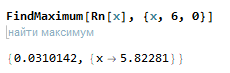 FindMaximum[Rn[x], {x, 6, 0}]
найти максимум
{0.0310142, {x → 5.82281}}